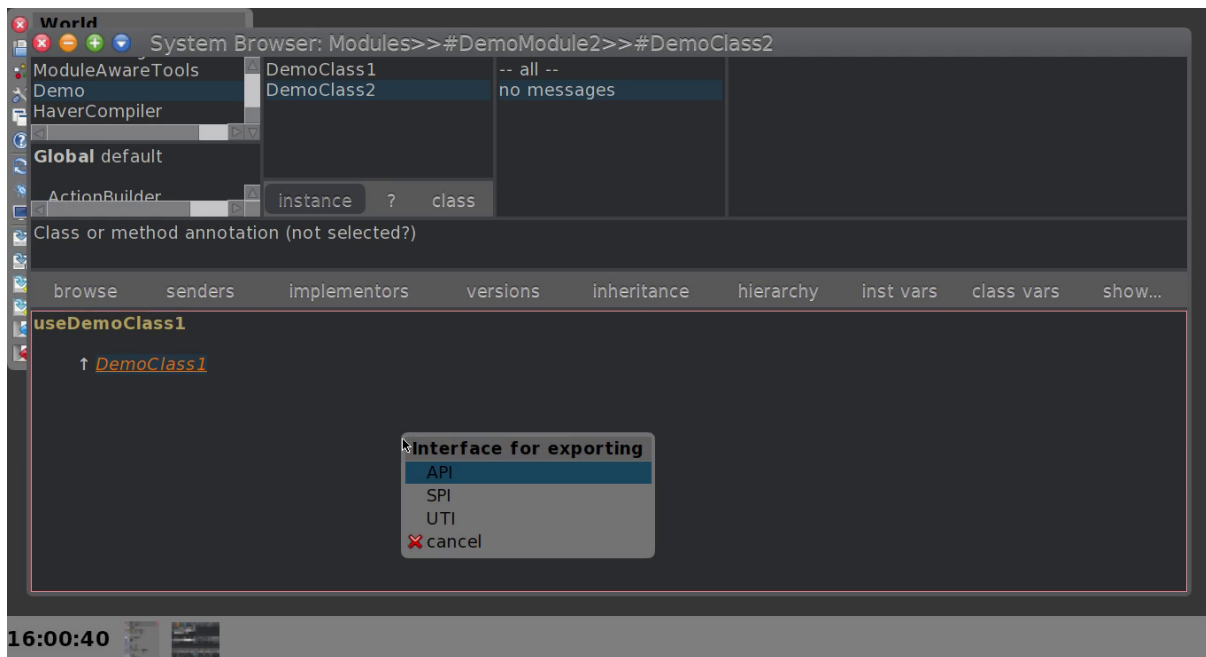 World
System Browser: Modules>>#DemoModule2>>#DemoClass2
ModuleAwareTools
Demo
HaverCompiler
Global default
ActionBuilder
DemoClass1
DemoClass2
instance ? class
-- all --
no messages
Class or method annotation (not selected?)
browse senders implementors versions inheritance hierarchy inst vars class vars show...
useDemoClass1
↑ DemoClass1
Interface for exporting
API
SPI
UTI
cancel
16:00:40